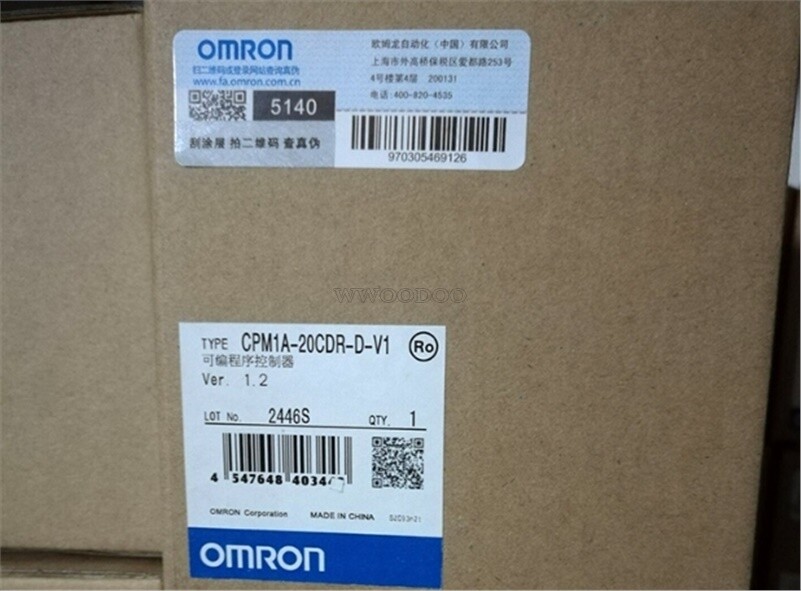 OMRON
扫二维码或登录网站查询真伪
www.fa.omron.com.cn
5140
刮涂层 拍二维码 查真伪
欧姆龙自动化（中国）有限公司
上海市外高桥保税区爱都路253号
4号楼第4层 200131
电话:400-820-4535
970305469126
WWOODOO
TYPE CPM1A-20CDR-D-V1
Ro
可编程序控制器
Ver. 1.2
LOT No. 2446S QTY. 1
4 547648 4034
OMRON Corporation MADE IN CHINA
OMRON